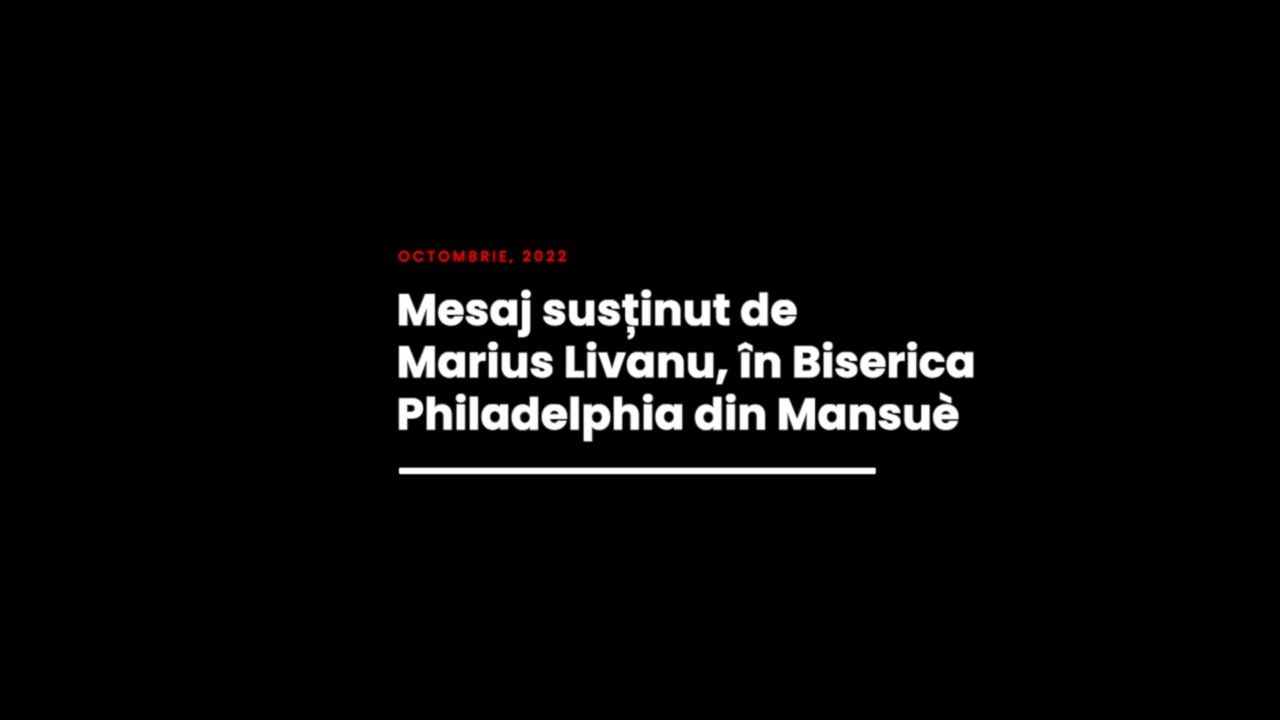 OCTOMBRIE, 2022
Mesaj susținut de
Marius Livanu, în Biserica
Philadelphia din Mansuè